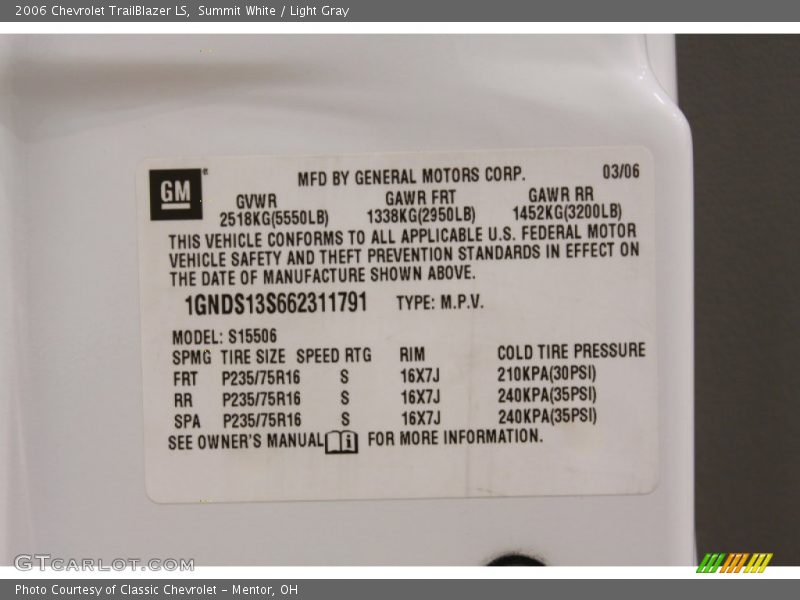 2006 Chevrolet TrailBlazer LS,  Summit White / Light Gray
GM
MFD BY GENERAL MOTORS CORP. 03/06
GVWR GAWR FRT GAWR RR
2518KG(5550LB) 1338KG(2950LB) 1452KG(3200LB)
THIS VEHICLE CONFORMS TO ALL APPLICABLE U.S. FEDERAL MOTOR
VEHICLE SAFETY AND THEFT PREVENTION STANDARDS IN EFFECT ON
THE DATE OF MANUFACTURE SHOWN ABOVE.
1GNDS13S662311791 TYPE: M.P.V.
MODEL: S15506
SPMG TIRE SIZE SPEED RTG RIM COLD TIRE PRESSURE
FRT P235/75R16 S 16X7J 210KPA(30PSI)
RR P235/75R16 S 16X7J 240KPA(35PSI)
SPA P235/75R16 S 16X7J 240KPA(35PSI)
SEE OWNER'S MANUAL FOR MORE INFORMATION.
GTCARLOT.COM
Photo Courtesy of Classic Chevrolet - Mentor, OH